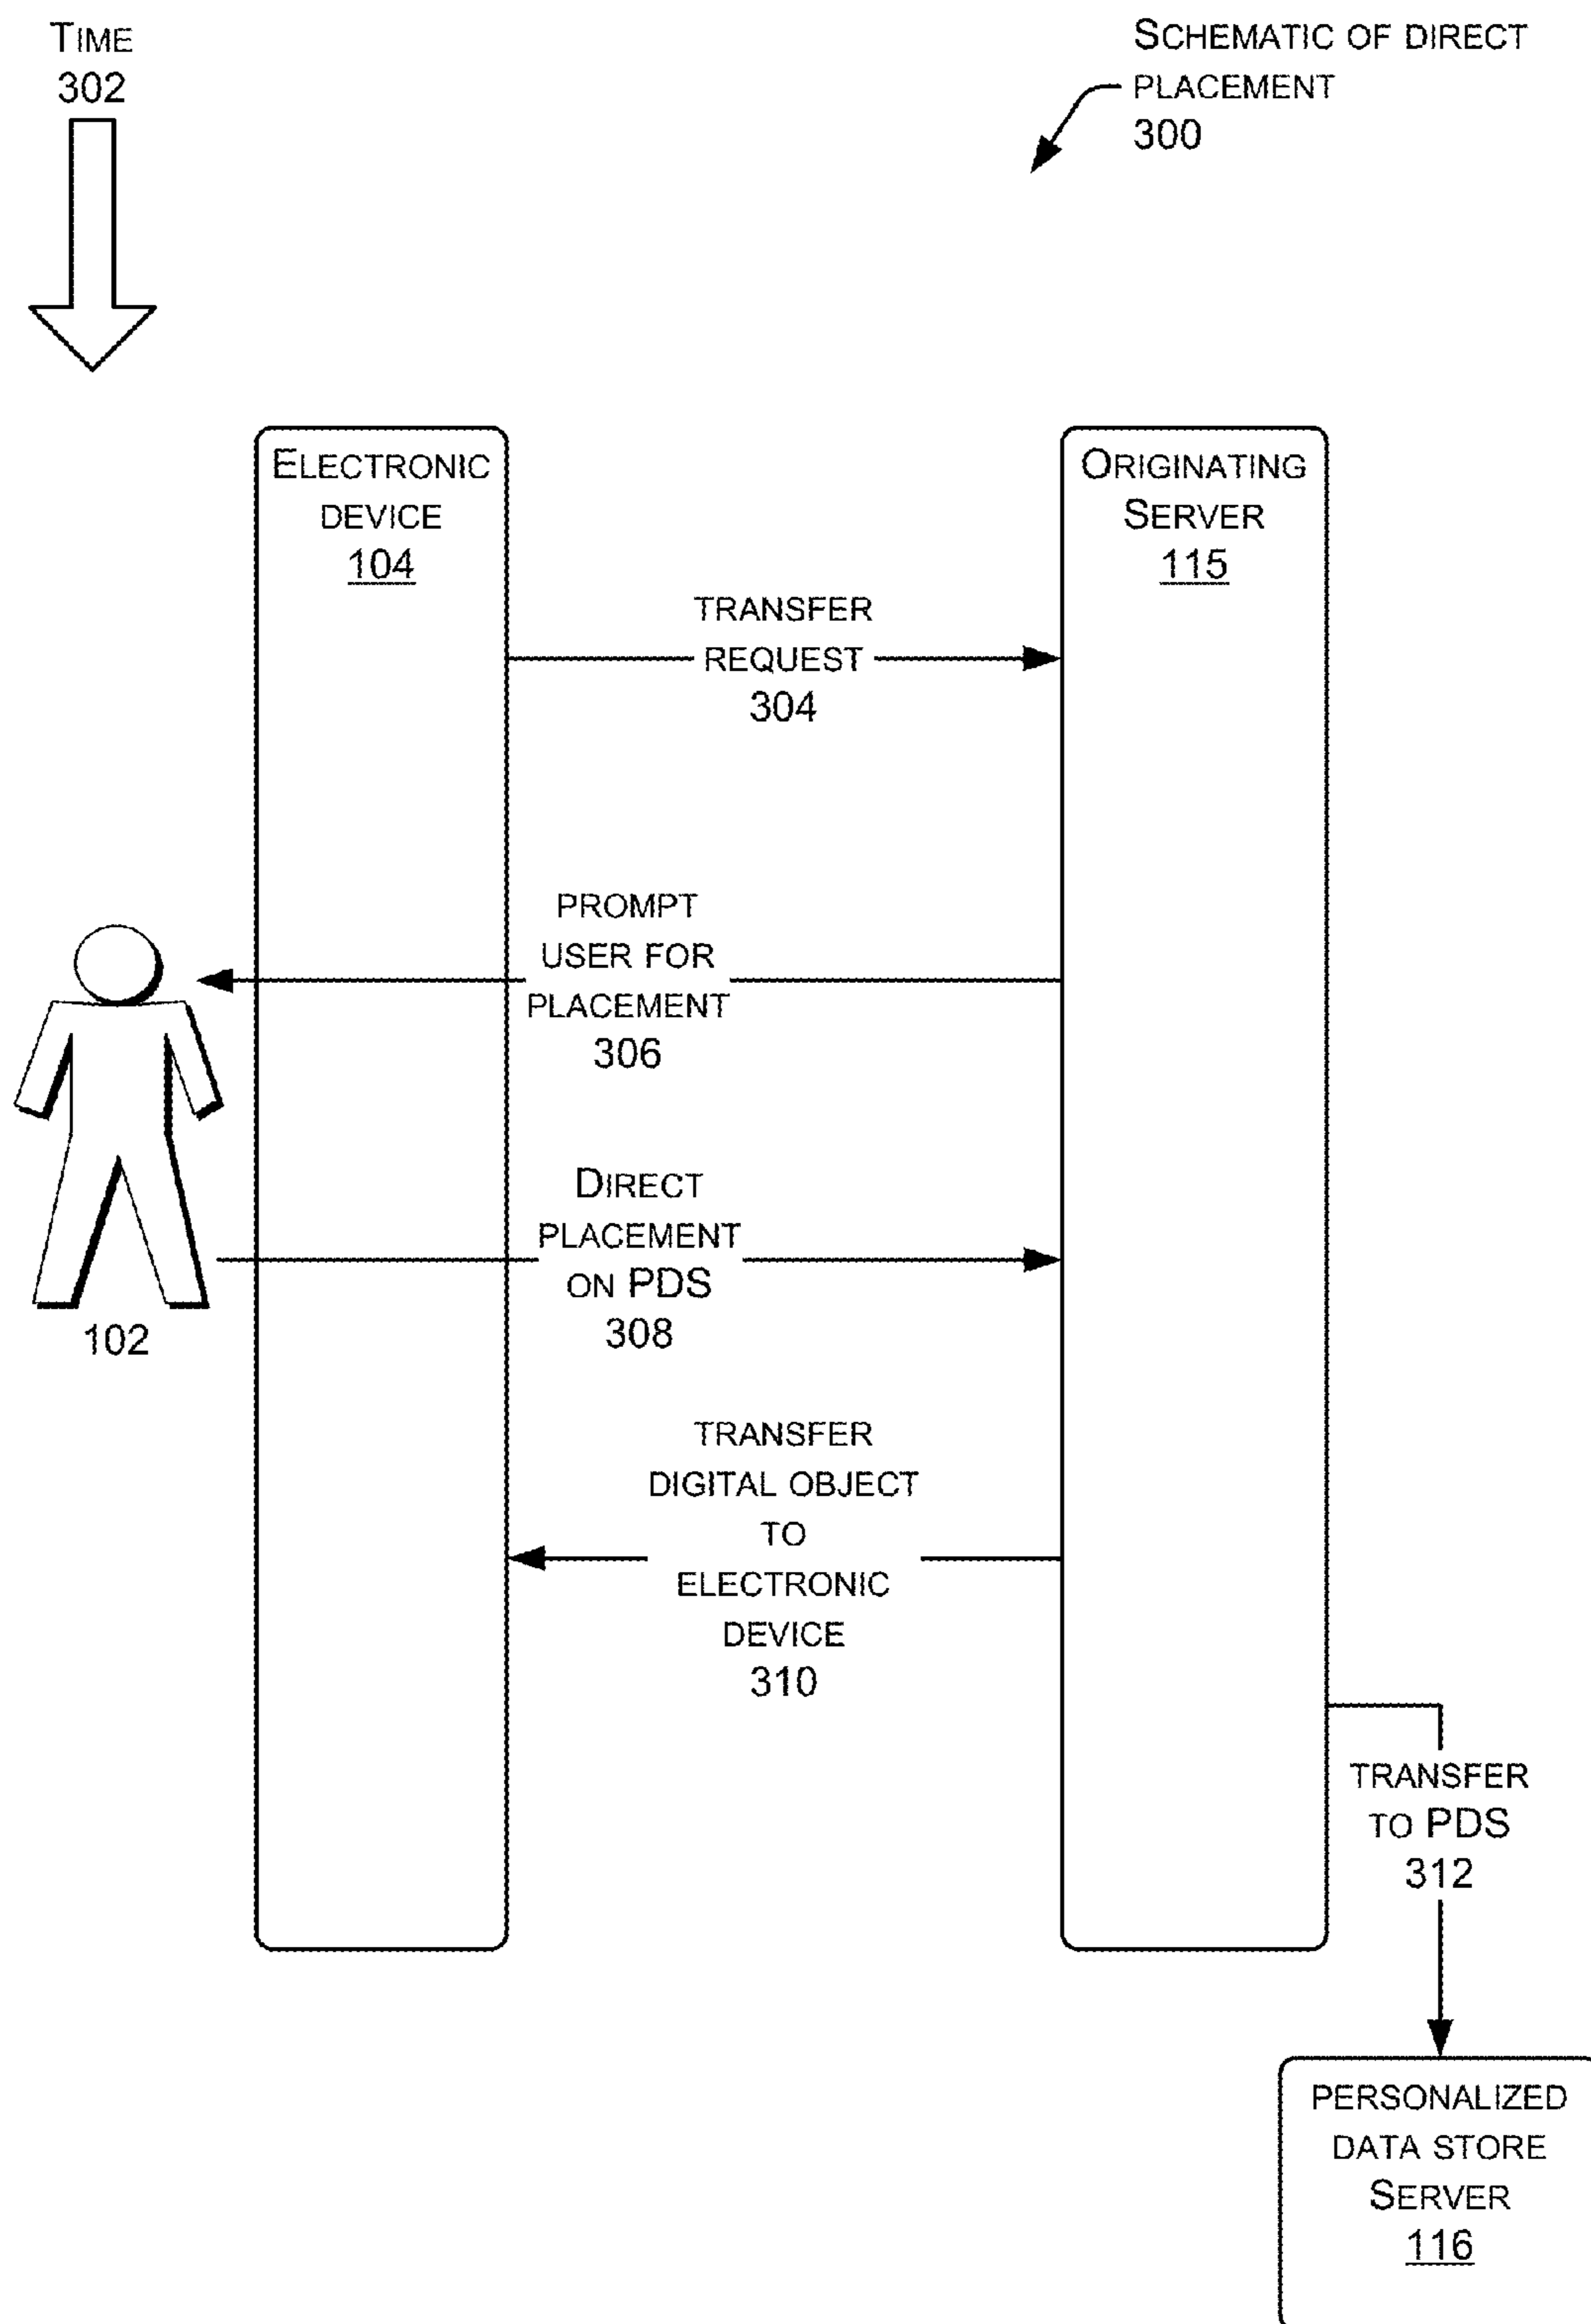 TIME
302
SCHEMATIC OF DIRECT
PLACEMENT
300
ELECTRONIC
DEVICE
104
ORIGINATING
SERVER
115
TRANSFER
REQUEST
304
PROMPT
USER FOR
PLACEMENT
306
DIRECT
PLACEMENT
ON PDS
308
102
TRANSFER
DIGITAL OBJECT
TO
ELECTRONIC
DEVICE
310
TRANSFER
TO PDS
312
PERSONALIZED
DATA STORE
SERVER
116